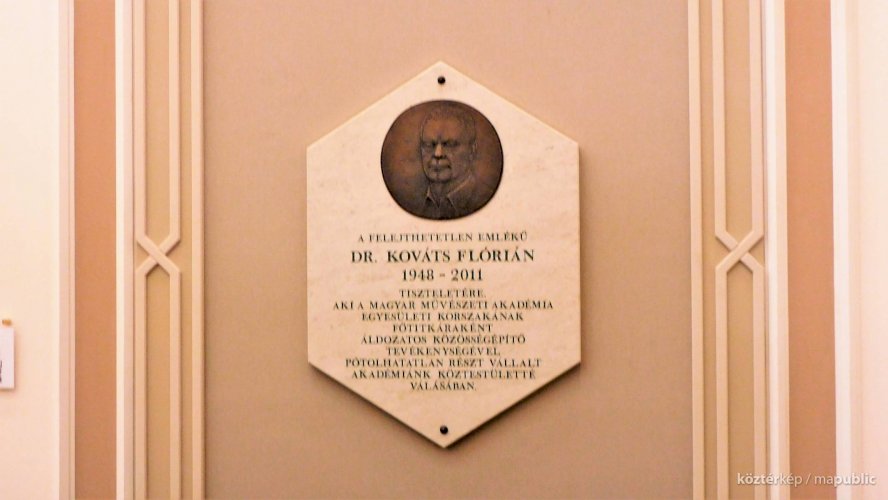 A FELEJTHETETLEN EMLÉKŰ
DR. KOVÁTS FLÓRIÁN
1948 - 2011
TISZTELETÉRE,
AKI A MAGYAR MŰVÉSZETI AKADÉMIA
EGYESÜLETI KORSZAKÁNAK
FŐTITKÁRAKÉNT
ÁLDOZATOS KÖZÖSSÉGÉPÍTŐ
TEVÉKENYSÉGÉVEL,
PÓTOLHATATLAN RÉSZT VÁLLALT
AKADÉMIÁNK KÖZTESTÜLETTÉ
VÁLÁSÁBAN.
köztérkép / mapublic